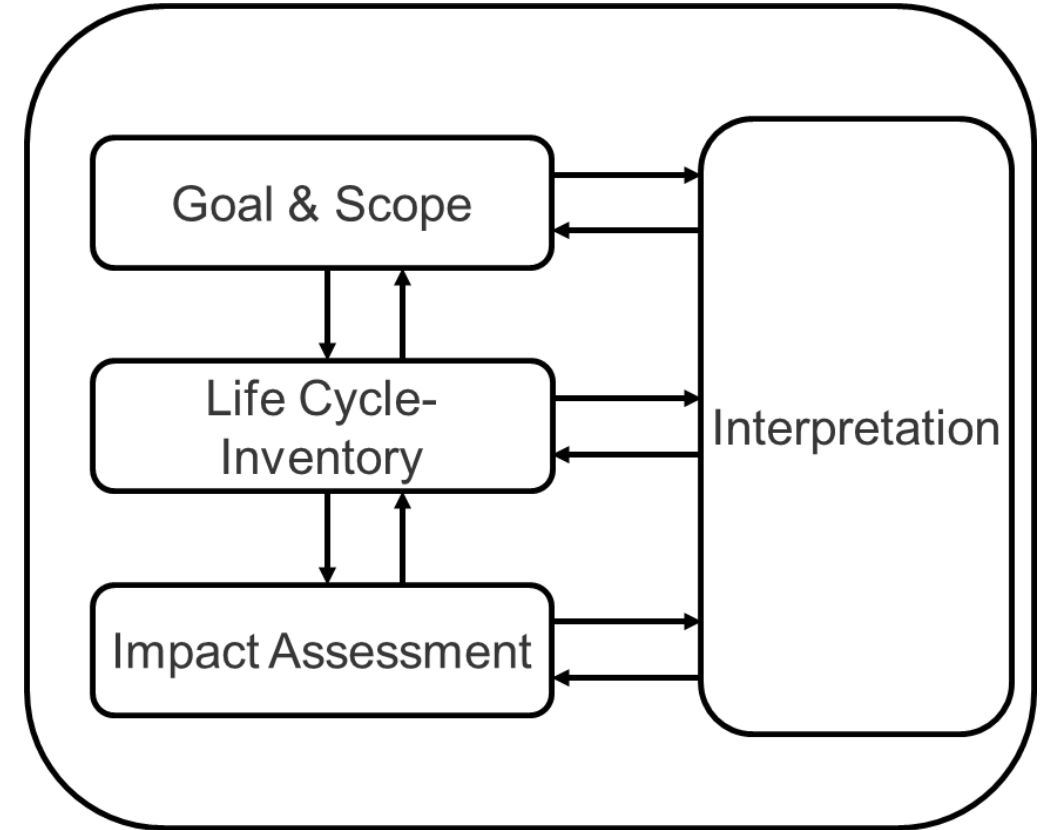 Goal & Scope
Life Cycle-
Inventory
Interpretation
Impact Assessment